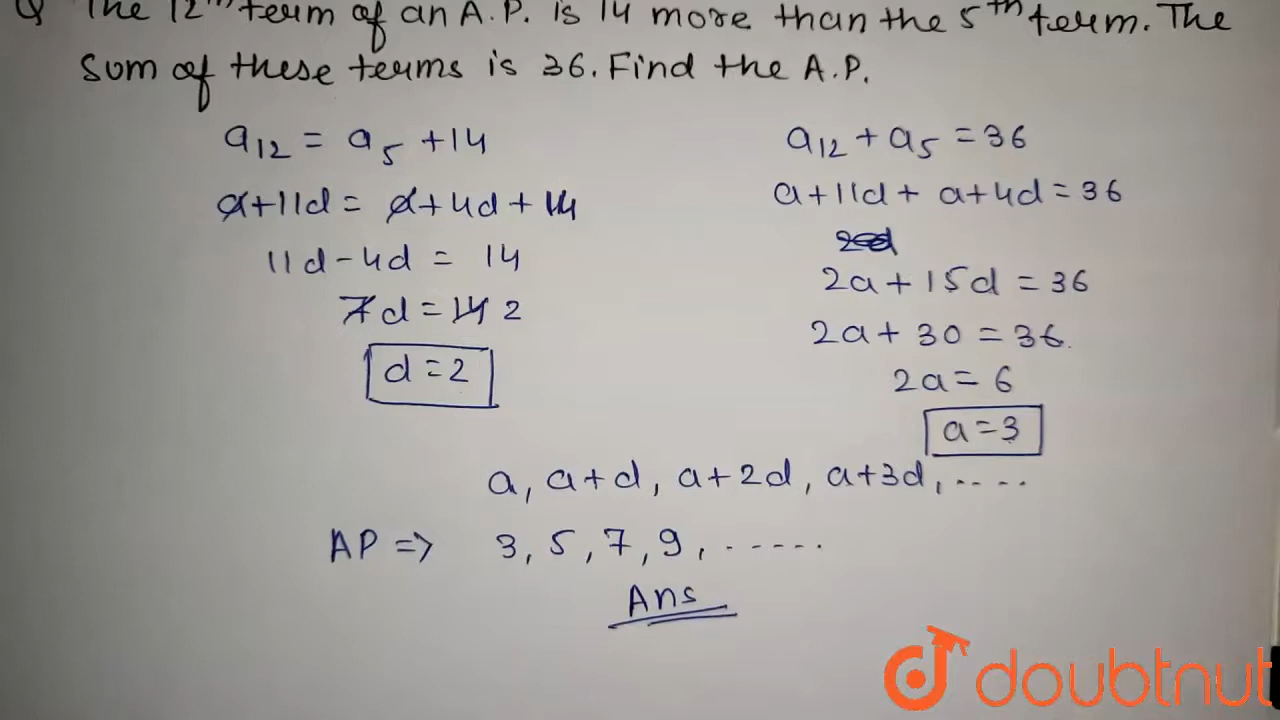 Q The 12th term of an A.P. is 14 more than the 5th term. The
sum of these terms is 36. Find the A.P.
a12 = a5 + 14
a+11d = a+4d+14
11d-4d = 14
7d = 14 2
d=2
a12 + a5 = 36
a+11d + a+4d = 36
2a+15d = 36
2a+30 = 36.
2a = 6
a=3
a, a+d, a+2d, a+3d, ....
AP => 3, 5, 7, 9, ......
Ans
doubtnut